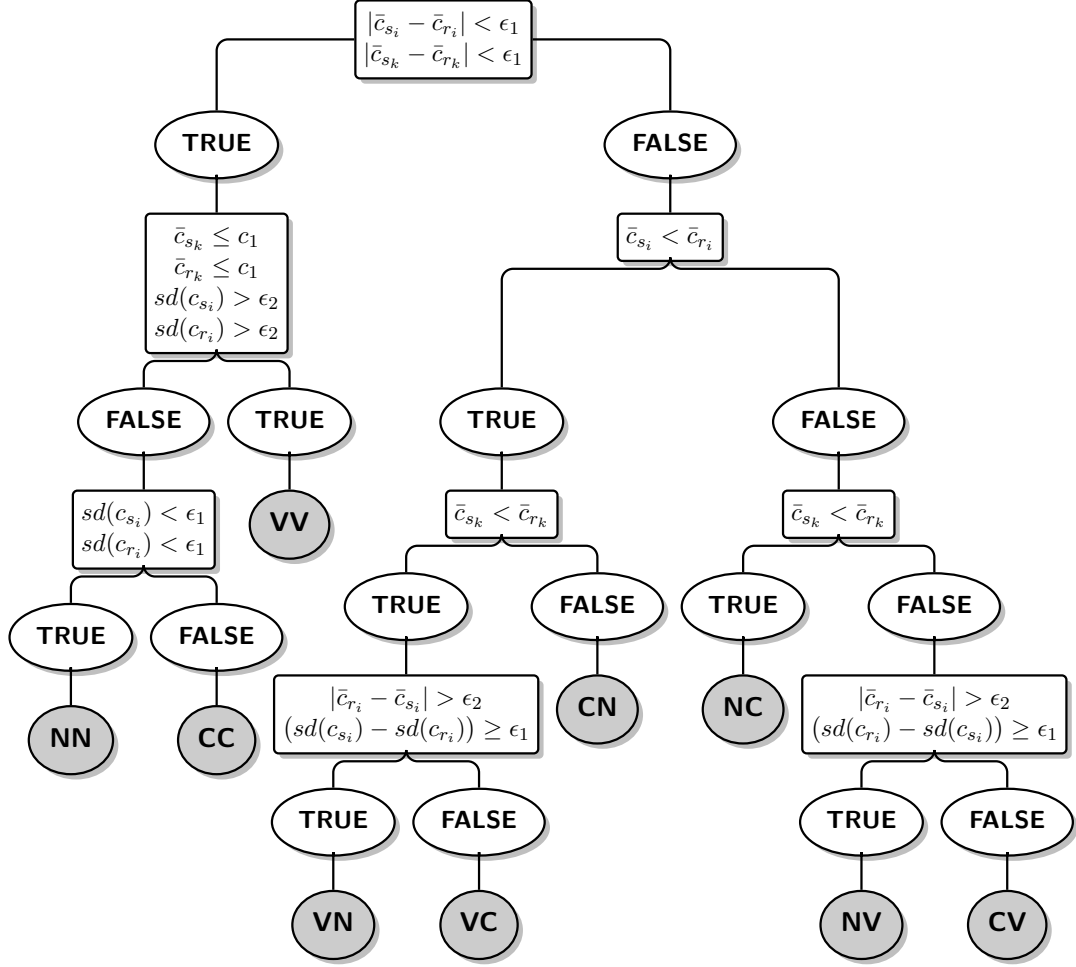 |c̄_{s_i} − c̄_{r_i}| < ϵ_1
|c̄_{s_k} − c̄_{r_k}| < ϵ_1
TRUE
FALSE
c̄_{s_k} ≤ c_1
c̄_{r_k} ≤ c_1
sd(c_{s_i}) > ϵ_2
sd(c_{r_i}) > ϵ_2
c̄_{s_i} < c̄_{r_i}
FALSE
TRUE
TRUE
FALSE
sd(c_{s_i}) < ϵ_1
sd(c_{r_i}) < ϵ_1
VV
c̄_{s_k} < c̄_{r_k}
c̄_{s_k} < c̄_{r_k}
TRUE
FALSE
TRUE
FALSE
TRUE
FALSE
NN
CC
|c̄_{r_i} − c̄_{s_i}| > ϵ_2
(sd(c_{s_i}) − sd(c_{r_i})) ≥ ϵ_1
CN
NC
|c̄_{r_i} − c̄_{s_i}| > ϵ_2
(sd(c_{r_i}) − sd(c_{s_i})) ≥ ϵ_1
TRUE
FALSE
TRUE
FALSE
VN
VC
NV
CV